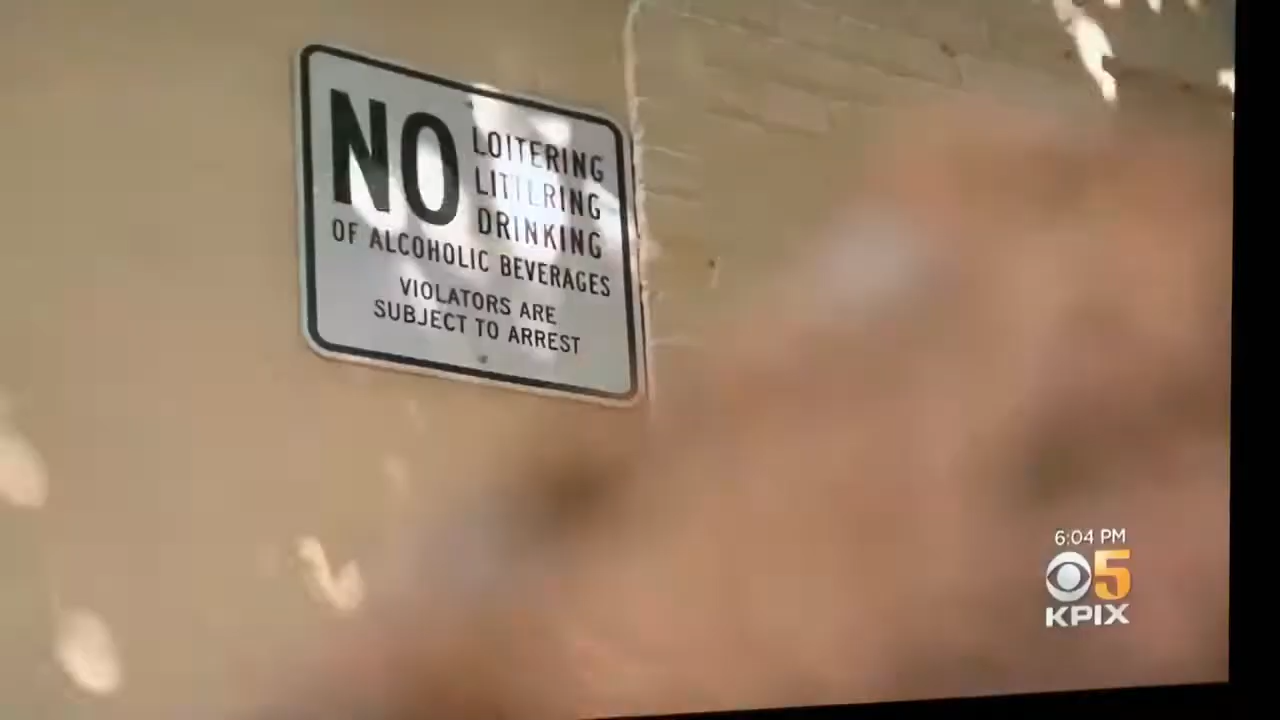 NO LOITERING
LITTERING
DRINKING
OF ALCOHOLIC BEVERAGES
VIOLATORS ARE
SUBJECT TO ARREST
6:04 PM
5
KPIX